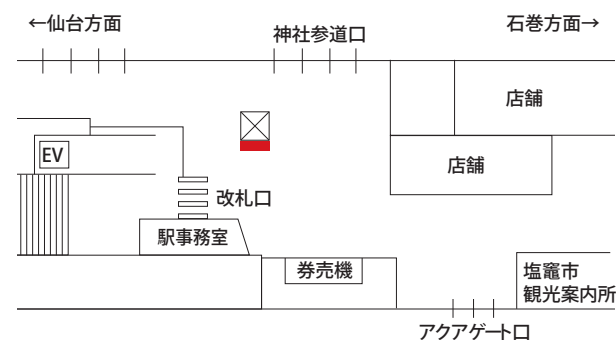 ←仙台方面
石巻方面→
神社参道口
店舗
EV
店舗
改札口
駅事務室
券売機
塩竈市
観光案内所
アクアゲート口